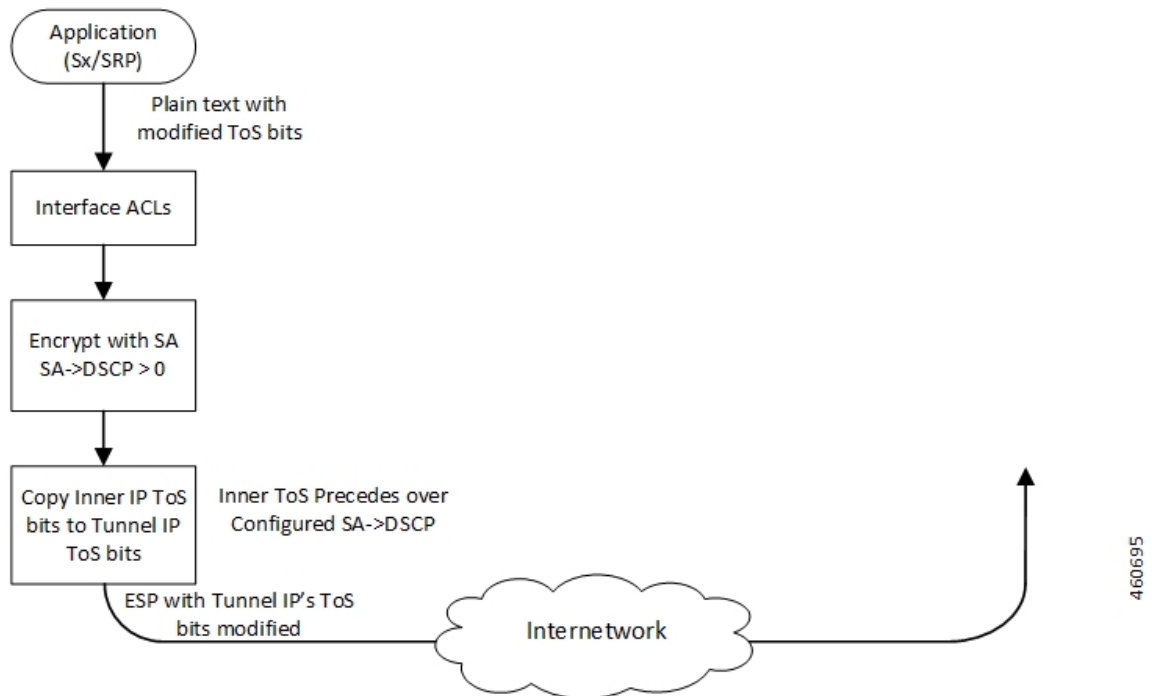 Application
(Sx/SRP)
Plain text with
modified ToS bits
Interface ACLs
Encrypt with SA
SA->DSCP > 0
Copy Inner IP ToS
bits to Tunnel IP
ToS bits
Inner ToS Precedes over
Configured SA->DSCP
ESP with Tunnel IP's ToS
bits modified
Internetwork
460695